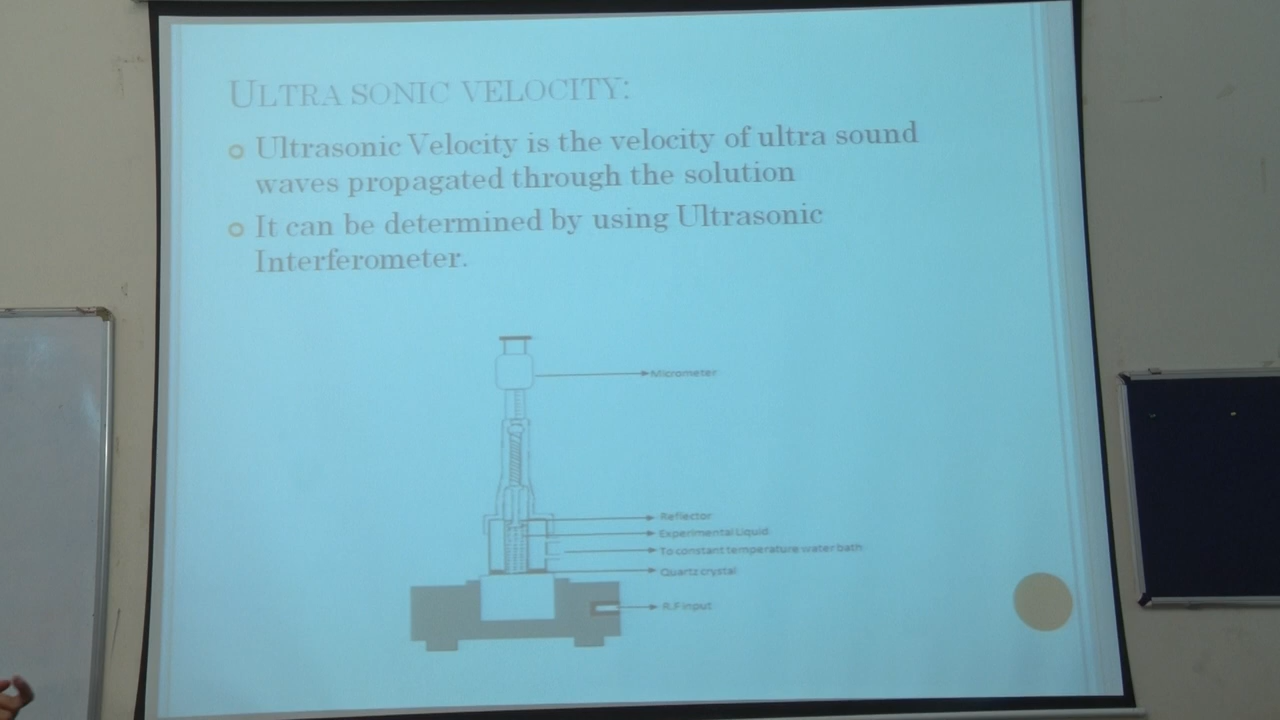 ULTRA SONIC VELOCITY:
Ultrasonic Velocity is the velocity of ultra sound
waves propagated through the solution
It can be determined by using Ultrasonic
Interferometer.
Micrometer
Reflector
Experimental Liquid
To constant temperature water bath
Quartz crystal
R.F input